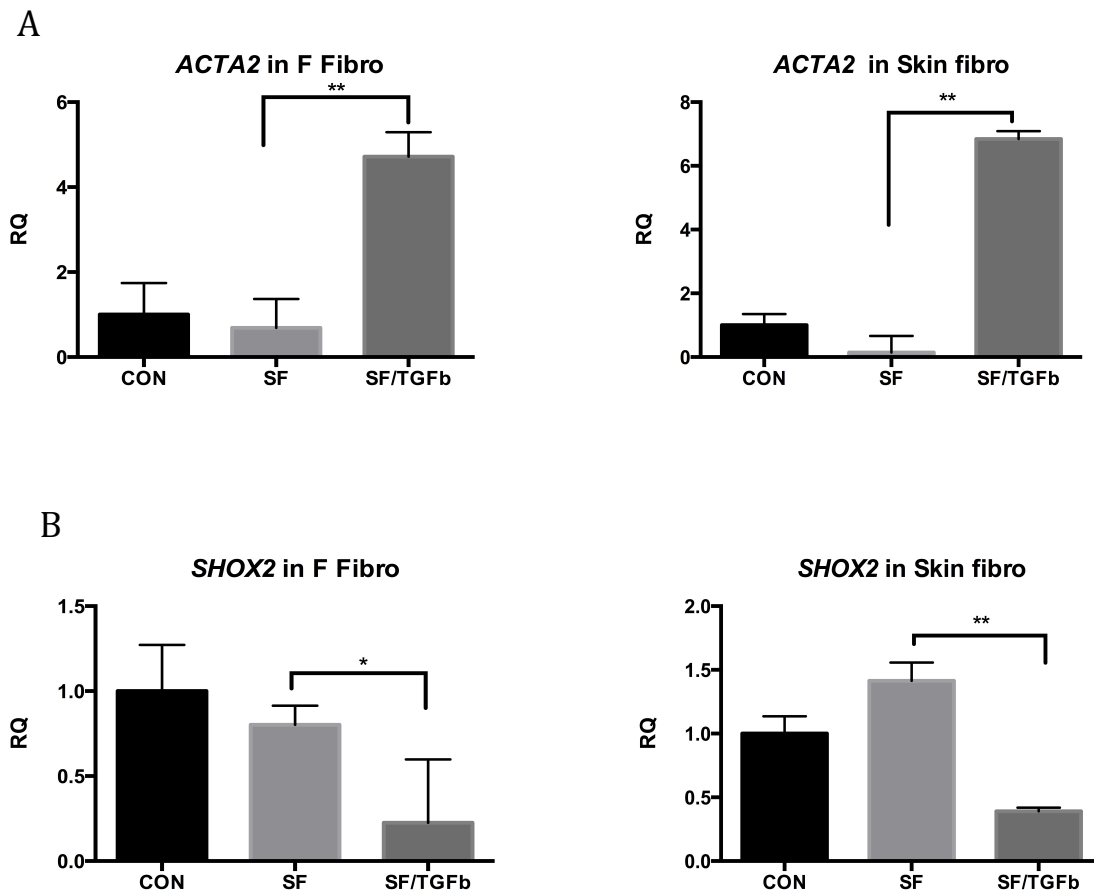 A
ACTA2 in F Fibro
**
6
4
2
0
RQ
CON SF SF/TGFb
ACTA2 in Skin fibro
**
8
6
4
2
0
RQ
CON SF SF/TGFb
B
SHOX2 in F Fibro
*
1.5
1.0
0.5
0.0
RQ
CON SF SF/TGFb
SHOX2 in Skin fibro
**
2.0
1.5
1.0
0.5
0.0
RQ
CON SF SF/TGFb